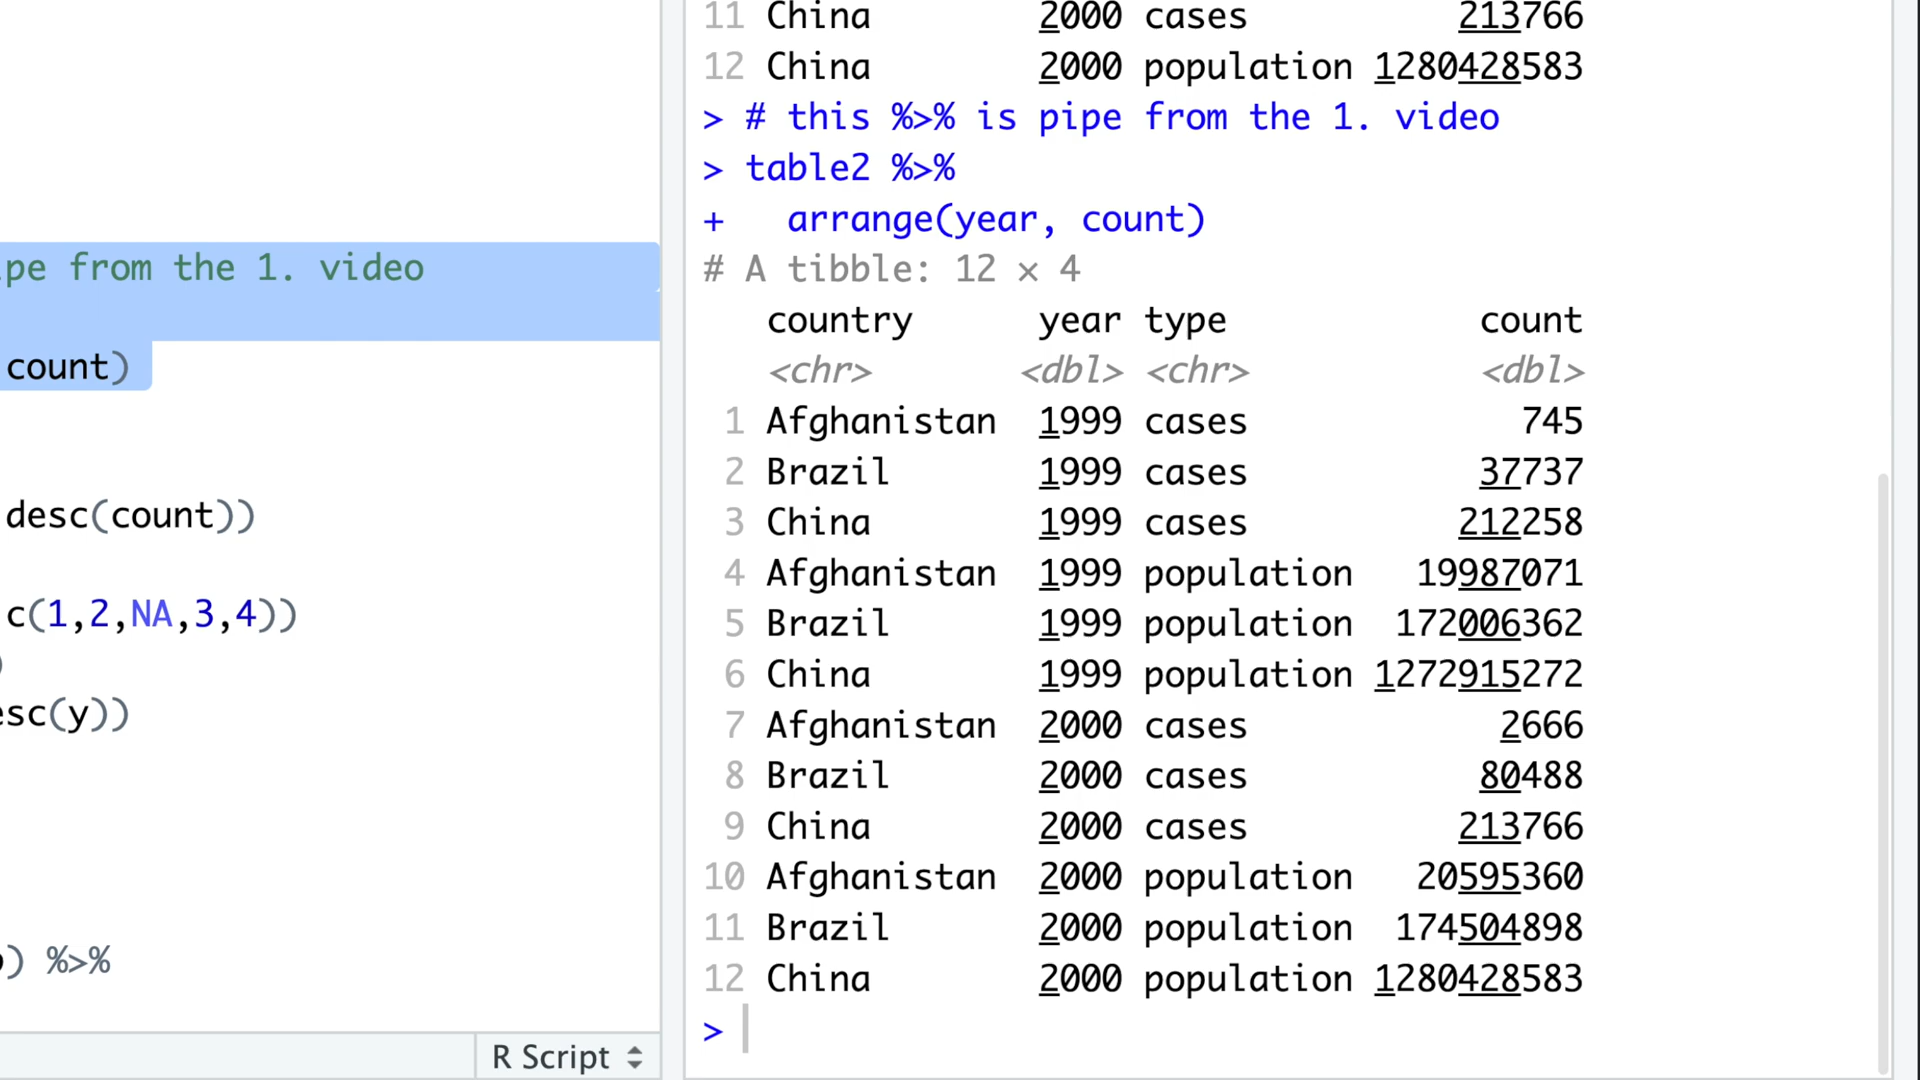 pe from the 1. video
count)
desc(count))
c(1,2,NA,3,4))
)
esc(y))
) %>%
R Script
11 China 2000 cases 213766
12 China 2000 population 1280428583
> # this %>% is pipe from the 1. video
> table2 %>%
+ arrange(year, count)
# A tibble: 12 × 4
country year type count
<chr> <dbl> <chr> <dbl>
1 Afghanistan 1999 cases 745
2 Brazil 1999 cases 37737
3 China 1999 cases 212258
4 Afghanistan 1999 population 19987071
5 Brazil 1999 population 172006362
6 China 1999 population 1272915272
7 Afghanistan 2000 cases 2666
8 Brazil 2000 cases 80488
9 China 2000 cases 213766
10 Afghanistan 2000 population 20595360
11 Brazil 2000 population 174504898
12 China 2000 population 1280428583
>